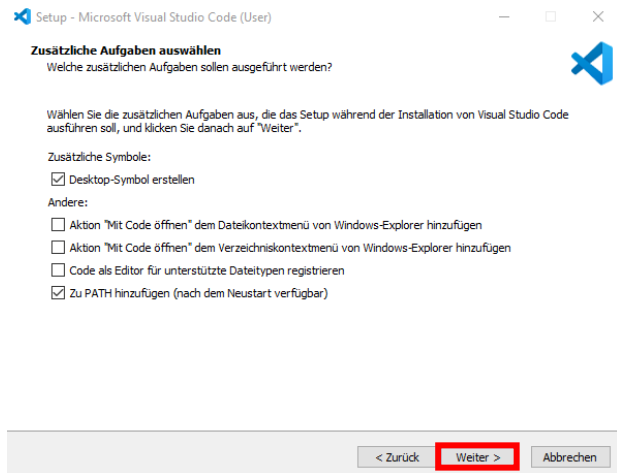 Setup - Microsoft Visual Studio Code (User)
Zusätzliche Aufgaben auswählen
Welche zusätzlichen Aufgaben sollen ausgeführt werden?
Wählen Sie die zusätzlichen Aufgaben aus, die das Setup während der Installation von Visual Studio Code
ausführen soll, und klicken Sie danach auf "Weiter".
Zusätzliche Symbole:
Desktop-Symbol erstellen
Andere:
Aktion "Mit Code öffnen" dem Dateikontextmenü von Windows-Explorer hinzufügen
Aktion "Mit Code öffnen" dem Verzeichniskontextmenü von Windows-Explorer hinzufügen
Code als Editor für unterstützte Dateitypen registrieren
Zu PATH hinzufügen (nach dem Neustart verfügbar)
< Zurück Weiter > Abbrechen